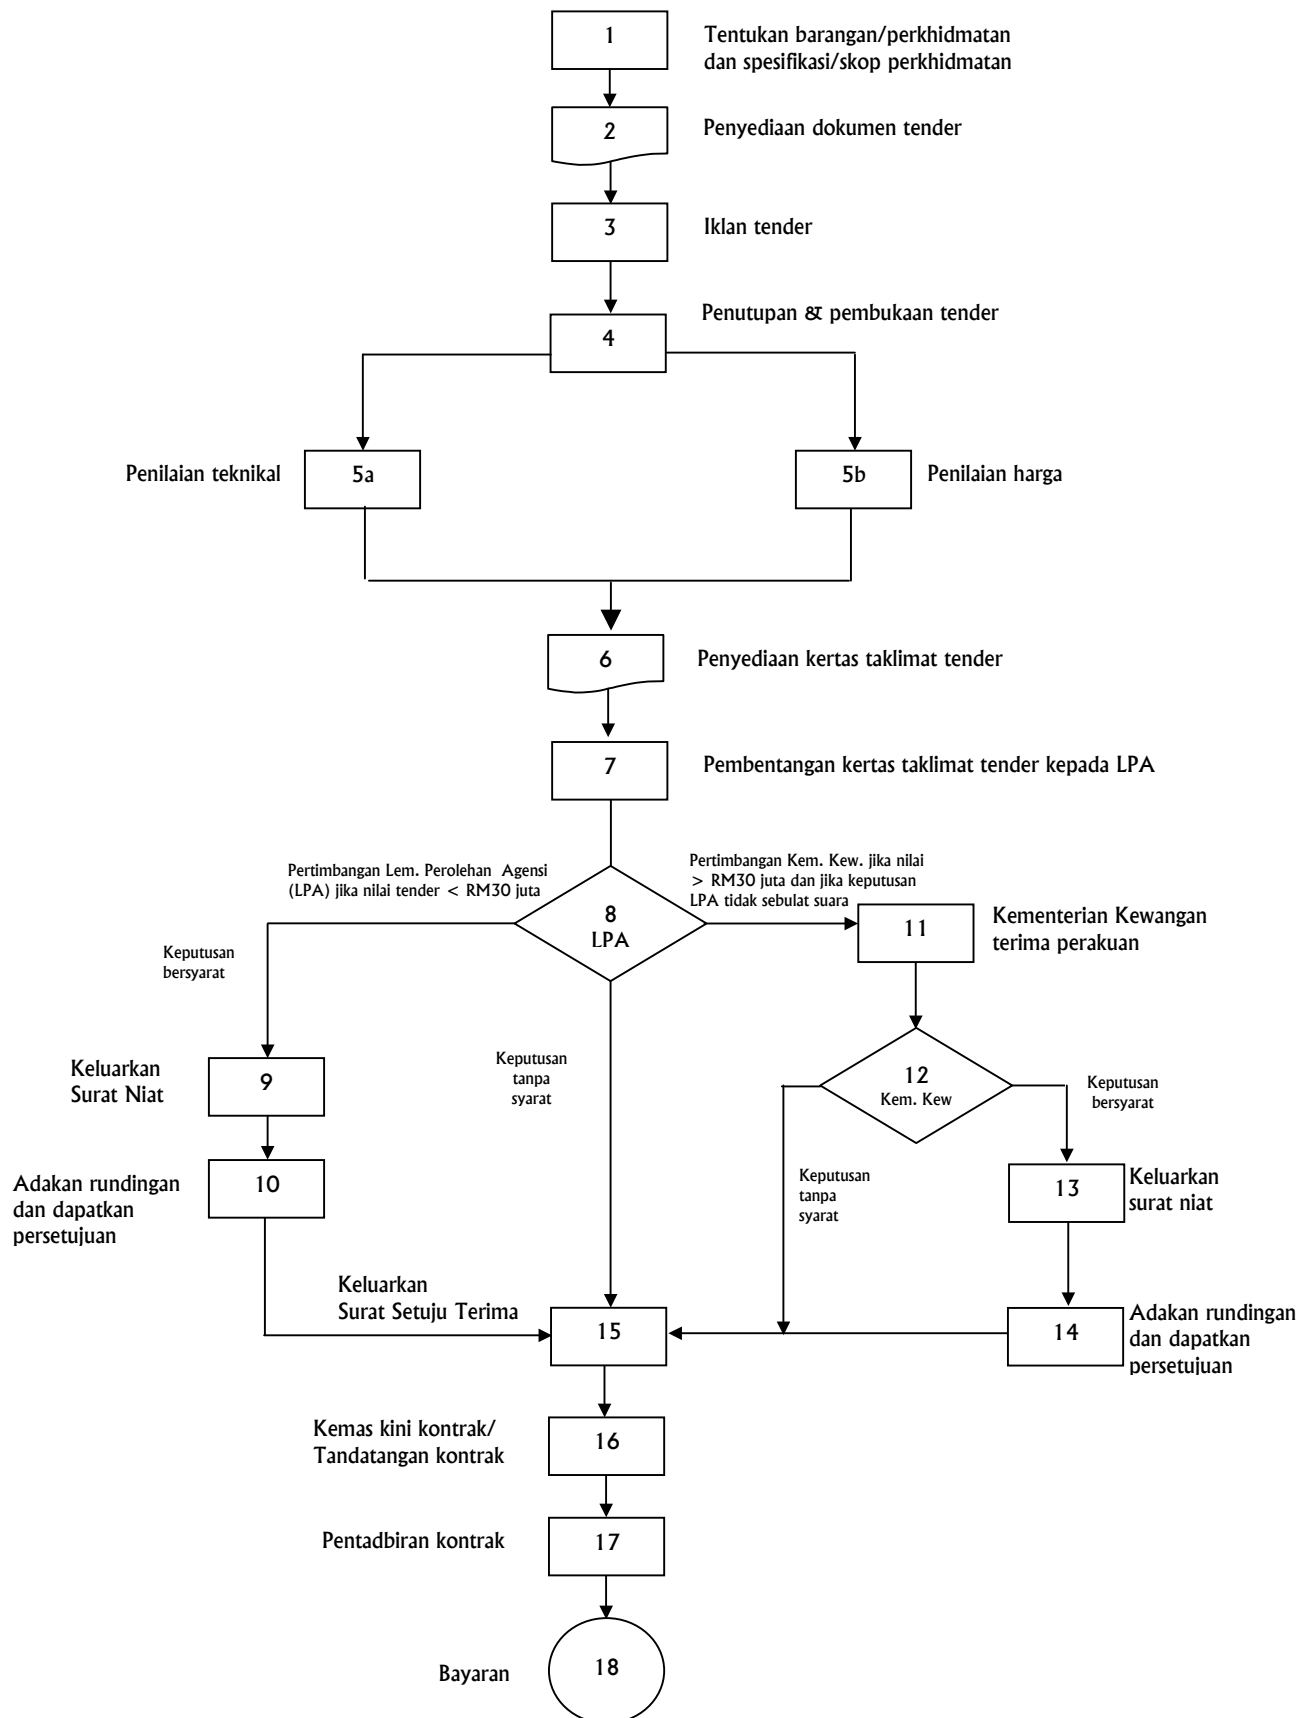 1
Tentukan barangan/perkhidmatan
dan spesifikasi/skop perkhidmatan
2
Penyediaan dokumen tender
3
Iklan tender
Penutupan & pembukaan tender
4
Penilaian teknikal
5a
5b
Penilaian harga
6
Penyediaan kertas taklimat tender
7
Pembentangan kertas taklimat tender kepada LPA
Pertimbangan Lem. Perolehan Agensi
(LPA) jika nilai tender < RM30 juta
Pertimbangan Kem. Kew. jika nilai
> RM30 juta dan jika keputusan
LPA tidak sebulat suara
8
LPA
11
Kementerian Kewangan
terima perakuan
Keputusan
bersyarat
Keluarkan
Surat Niat
9
Keputusan
tanpa
syarat
12
Kem. Kew
Keputusan
bersyarat
Adakan rundingan
dan dapatkan
persetujuan
10
Keputusan
tanpa
syarat
13
Keluarkan
surat niat
Keluarkan
Surat Setuju Terima
15
14
Adakan rundingan
dan dapatkan
persetujuan
Kemas kini kontrak/
Tandatangan kontrak
16
Pentadbiran kontrak
17
Bayaran
18